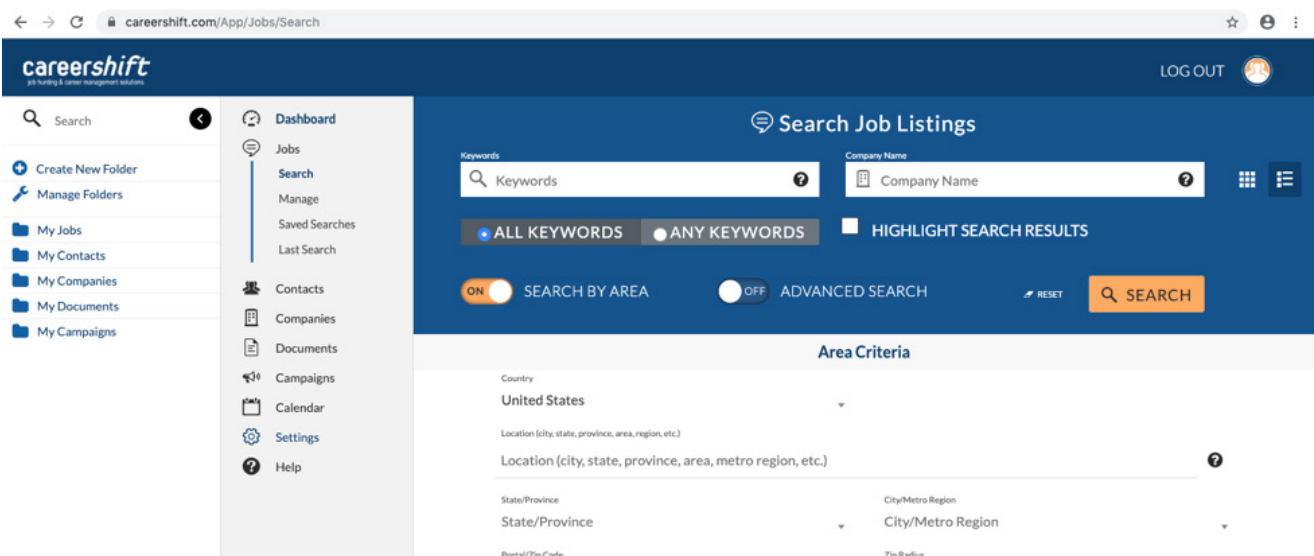 careershift.com/App/Jobs/Search
careershift
job hunting & career management solutions
LOG OUT
Search
Create New Folder
Manage Folders
My Jobs
My Contacts
My Companies
My Documents
My Campaigns
Dashboard
Jobs
Search
Manage
Saved Searches
Last Search
Contacts
Companies
Documents
Campaigns
Calendar
Settings
Help
Search Job Listings
Keywords
Keywords
Company Name
Company Name
ALL KEYWORDS ANY KEYWORDS
HIGHLIGHT SEARCH RESULTS
ON SEARCH BY AREA
OFF ADVANCED SEARCH
RESET
SEARCH
Area Criteria
Country
United States
Location (city, state, province, area, region, etc.)
Location (city, state, province, area, metro region, etc.)
State/Province
State/Province
City/Metro Region
City/Metro Region
Postal/Zip Code
Zip Radius